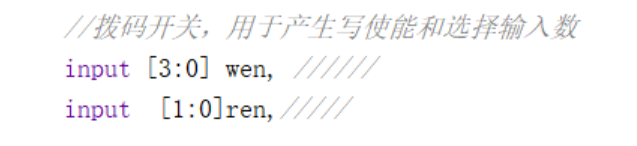 //拨码开关，用于产生写使能和选择输入数
input [3:0] wen, //////
input  [1:0]ren,/////